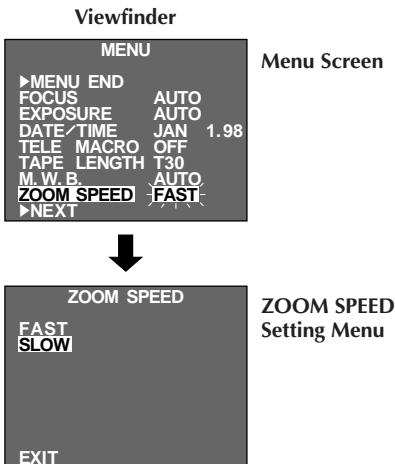 Viewfinder
MENU
Menu Screen
▶MENU END
FOCUS AUTO
EXPOSURE AUTO
DATE/TIME JAN 1.98
TELE MACRO OFF
TAPE LENGTH T30
M.W.B. AUTO
ZOOM SPEED FAST
▶NEXT
ZOOM SPEED
ZOOM SPEED
Setting Menu
FAST
SLOW
EXIT